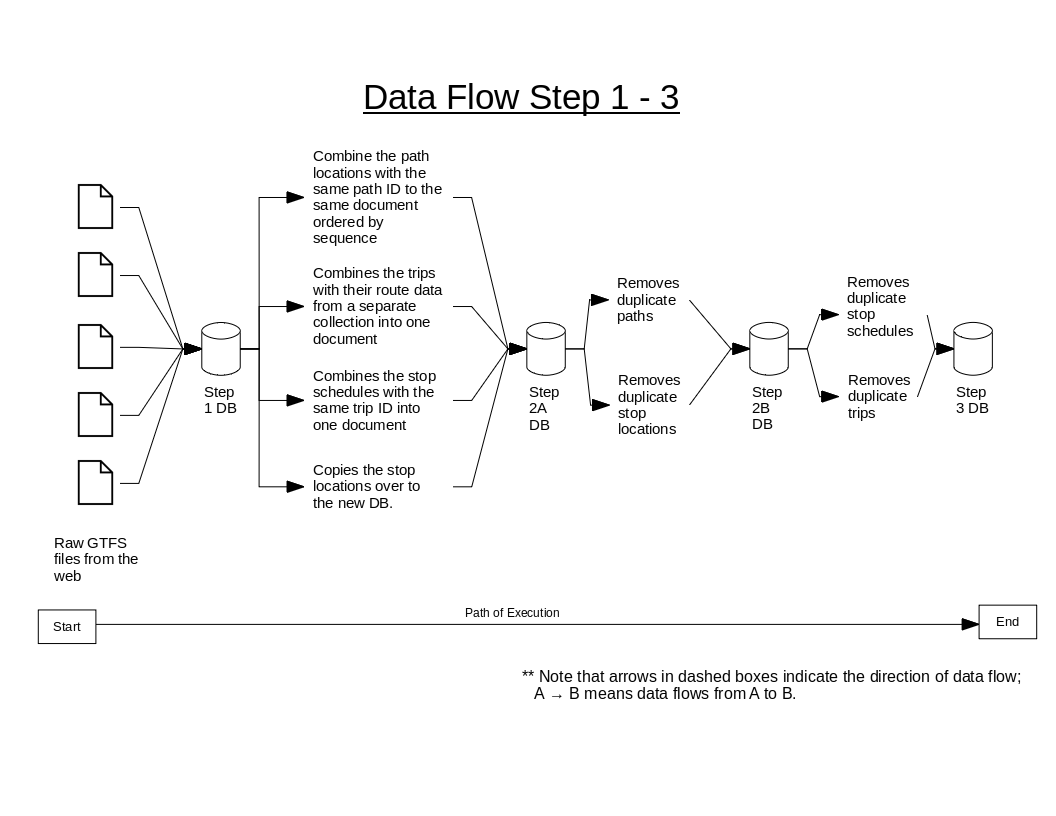 Data Flow Step 1 - 3
Combine the path
locations with the
same path ID to the
same document
ordered by
sequence
Combines the trips
with their route data
from a separate
collection into one
document
Combines the stop
schedules with the
same trip ID into
one document
Copies the stop
locations over to
the new DB.
Removes
duplicate
paths
Removes
duplicate
stop
locations
Removes
duplicate
stop
schedules
Removes
duplicate
trips
Step
1 DB
Step
2A
DB
Step
2B
DB
Step
3 DB
Raw GTFS
files from the
web
Start
Path of Execution
End
** Note that arrows in dashed boxes indicate the direction of data flow;
A → B means data flows from A to B.